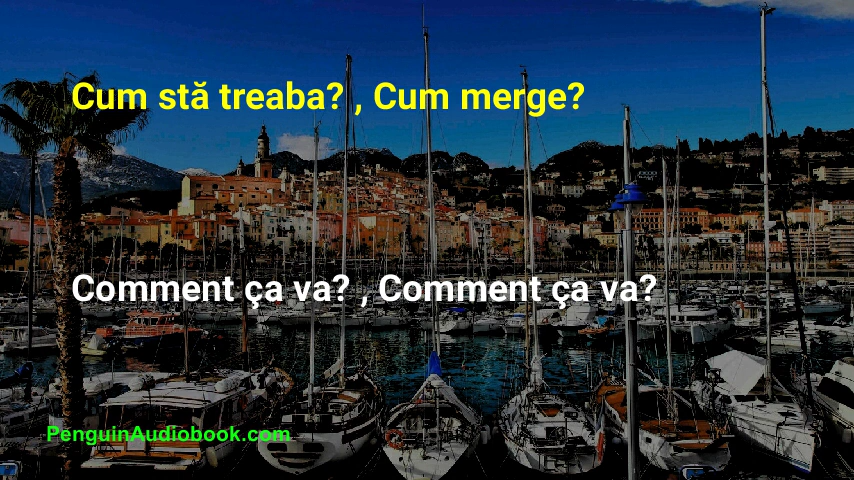 Cum stă treaba? , Cum merge?
Comment ça va? , Comment ça va?
PenguinAudiobook.com